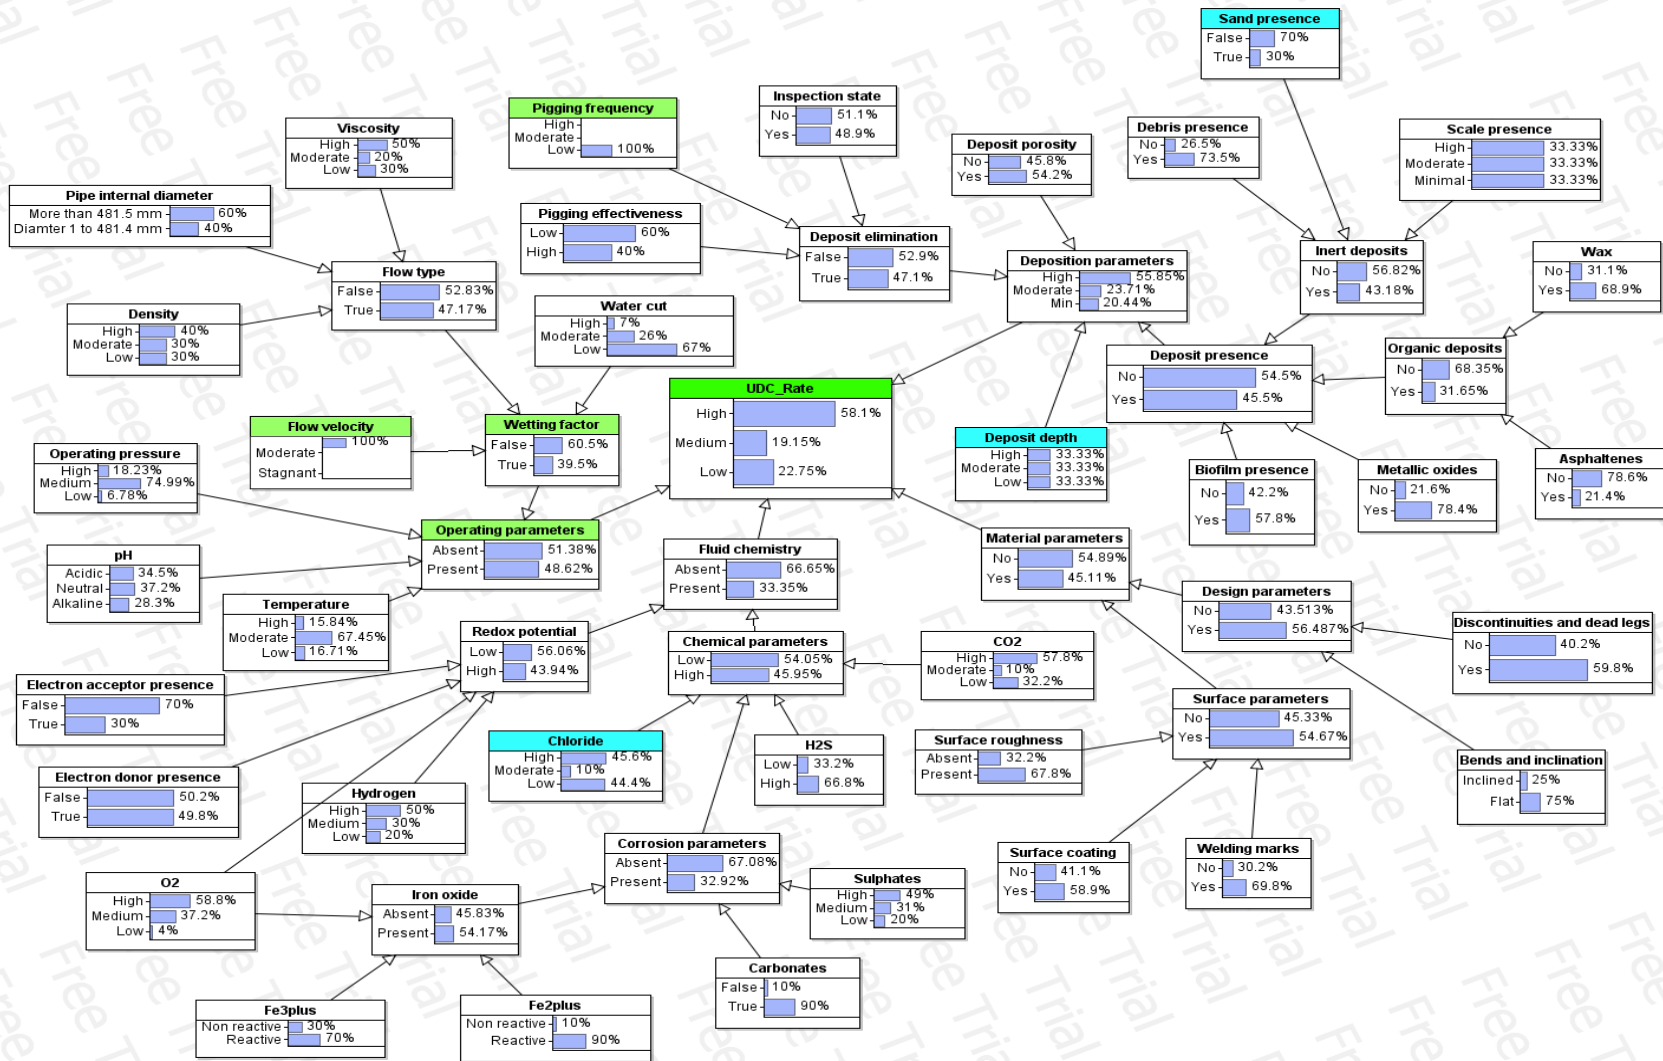 Sand presence
False 70%
True 30%
Pigging frequency
High
Moderate
Low 100%
Inspection state
No 51.1%
Yes 48.9%
Viscosity
High 50%
Moderate 20%
Low 30%
Deposit porosity
No 45.8%
Yes 54.2%
Debris presence
No 26.5%
Yes 73.5%
Scale presence
High 33.33%
Moderate 33.33%
Minimal 33.33%
Pipe internal diameter
More than 481.5 mm 60%
Diamter 1 to 481.4 mm 40%
Pigging effectiveness
Low 60%
High 40%
Deposit elimination
False 52.9%
True 47.1%
Deposition parameters
High 55.85%
Moderate 23.71%
Min 20.44%
Inert deposits
No 56.82%
Yes 43.18%
Wax
No 31.1%
Yes 68.9%
Flow type
False 52.83%
True 47.17%
Density
High 40%
Moderate 30%
Low 30%
Water cut
High 7%
Moderate 26%
Low 67%
Deposit presence
No 54.5%
Yes 45.5%
Organic deposits
No 68.35%
Yes 31.65%
UDC_Rate
High 58.1%
Medium 19.15%
Low 22.75%
Flow velocity
100%
Moderate
Stagnant
Wetting factor
False 60.5%
True 39.5%
Deposit depth
High 33.33%
Moderate 33.33%
Low 33.33%
Operating pressure
High 18.23%
Medium 74.99%
Low 6.78%
Biofilm presence
No 42.2%
Yes 57.8%
Metallic oxides
No 21.6%
Yes 78.4%
Asphaltenes
No 78.6%
Yes 21.4%
Operating parameters
Absent 51.38%
Present 48.62%
pH
Acidic 34.5%
Neutral 37.2%
Alkaline 28.3%
Fluid chemistry
Absent 66.65%
Present 33.35%
Material parameters
No 54.89%
Yes 45.11%
Design parameters
No 43.513%
Yes 56.487%
Temperature
High 15.84%
Moderate 67.45%
Low 16.71%
Redox potential
Low 56.06%
High 43.94%
Chemical parameters
Low 54.05%
High 45.95%
CO2
High 57.8%
Moderate 10%
Low 32.2%
Discontinuities and dead legs
No 40.2%
Yes 59.8%
Electron acceptor presence
False 70%
True 30%
Surface parameters
No 45.33%
Yes 54.67%
Chloride
High 45.6%
Moderate 10%
Low 44.4%
H2S
Low 33.2%
High 66.8%
Surface roughness
Absent 32.2%
Present 67.8%
Bends and inclination
Inclined 25%
Flat 75%
Electron donor presence
False 50.2%
True 49.8%
Hydrogen
High 50%
Medium 30%
Low 20%
Corrosion parameters
Absent 67.08%
Present 32.92%
Surface coating
No 41.1%
Yes 58.9%
Welding marks
No 30.2%
Yes 69.8%
O2
High 58.8%
Medium 37.2%
Low 4%
Iron oxide
Absent 45.83%
Present 54.17%
Sulphates
High 49%
Medium 31%
Low 20%
Carbonates
False 10%
True 90%
Fe3plus
Non reactive 30%
Reactive 70%
Fe2plus
Non reactive 10%
Reactive 90%
Free Trial